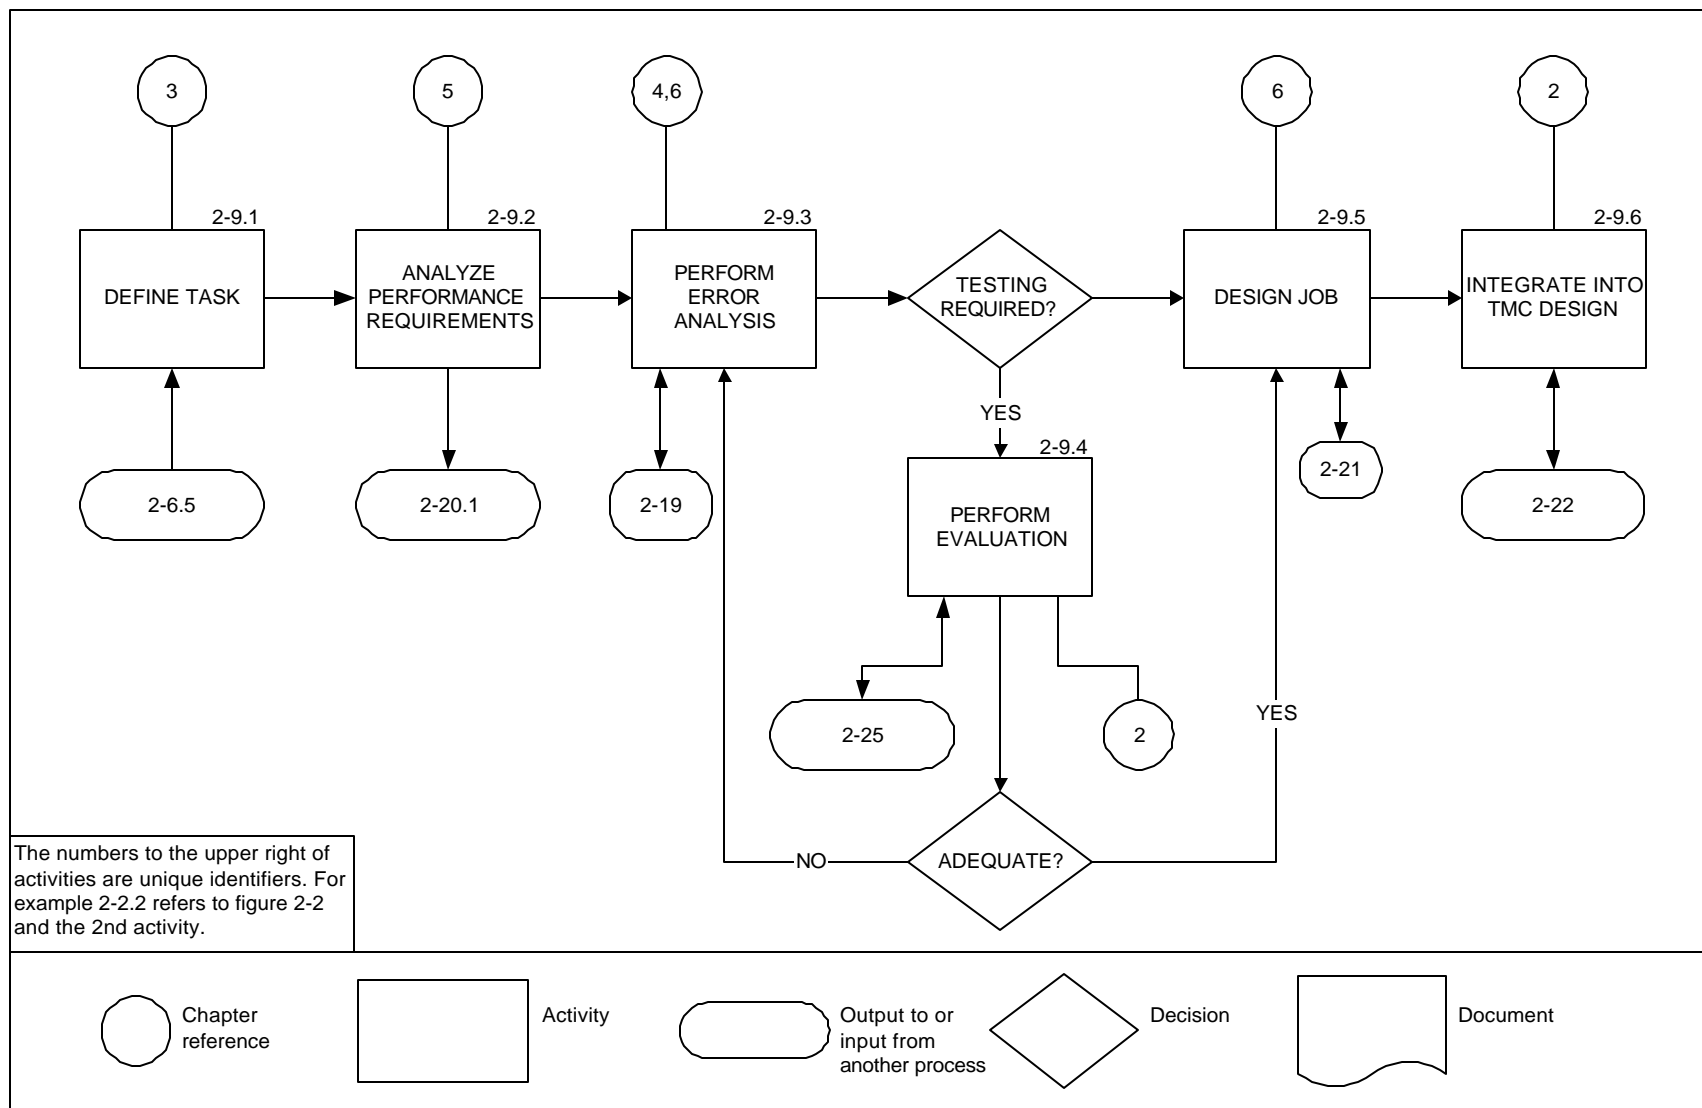 3
5
4,6
6
2
2-9.1
2-9.2
2-9.3
2-9.5
2-9.6
DEFINE TASK
ANALYZE
PERFORMANCE
REQUIREMENTS
PERFORM
ERROR
ANALYSIS
TESTING
REQUIRED?
DESIGN JOB
INTEGRATE INTO
TMC DESIGN
YES
2-9.4
2-6.5
2-20.1
2-19
2-21
2-22
PERFORM
EVALUATION
2-25
2
YES
NO
ADEQUATE?
The numbers to the upper right of
activities are unique identifiers. For
example 2-2.2 refers to figure 2-2
and the 2nd activity.
Chapter
reference
Activity
Output to or
input from
another process
Decision
Document